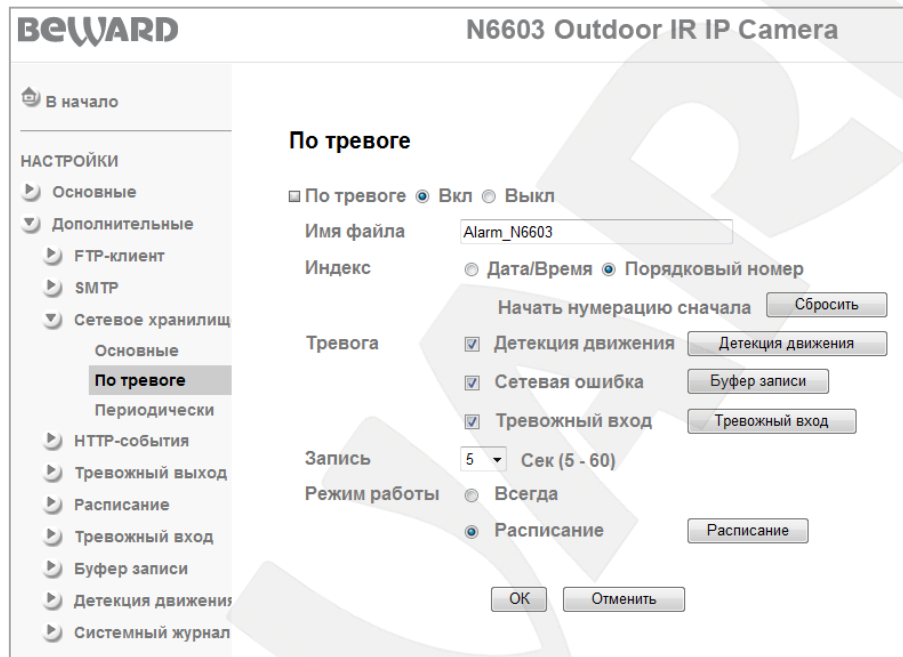 BEWARD
N6603 Outdoor IR IP Camera
В начало
НАСТРОЙКИ
Основные
Дополнительные
FTP-клиент
SMTP
Сетевое хранилищ
Основные
По тревоге
Периодически
HTTP-события
Тревожный выход
Расписание
Тревожный вход
Буфер записи
Детекция движения
Системный журнал
По тревоге
По тревоге Вкл Выкл
Имя файла Alarm_N6603
Индекс Дата/Время Порядковый номер
Начать нумерацию сначала Сбросить
Тревога Детекция движения Детекция движения
Сетевая ошибка Буфер записи
Тревожный вход Тревожный вход
Запись 5 Сек (5 - 60)
Режим работы Всегда
Расписание Расписание
OK Отменить